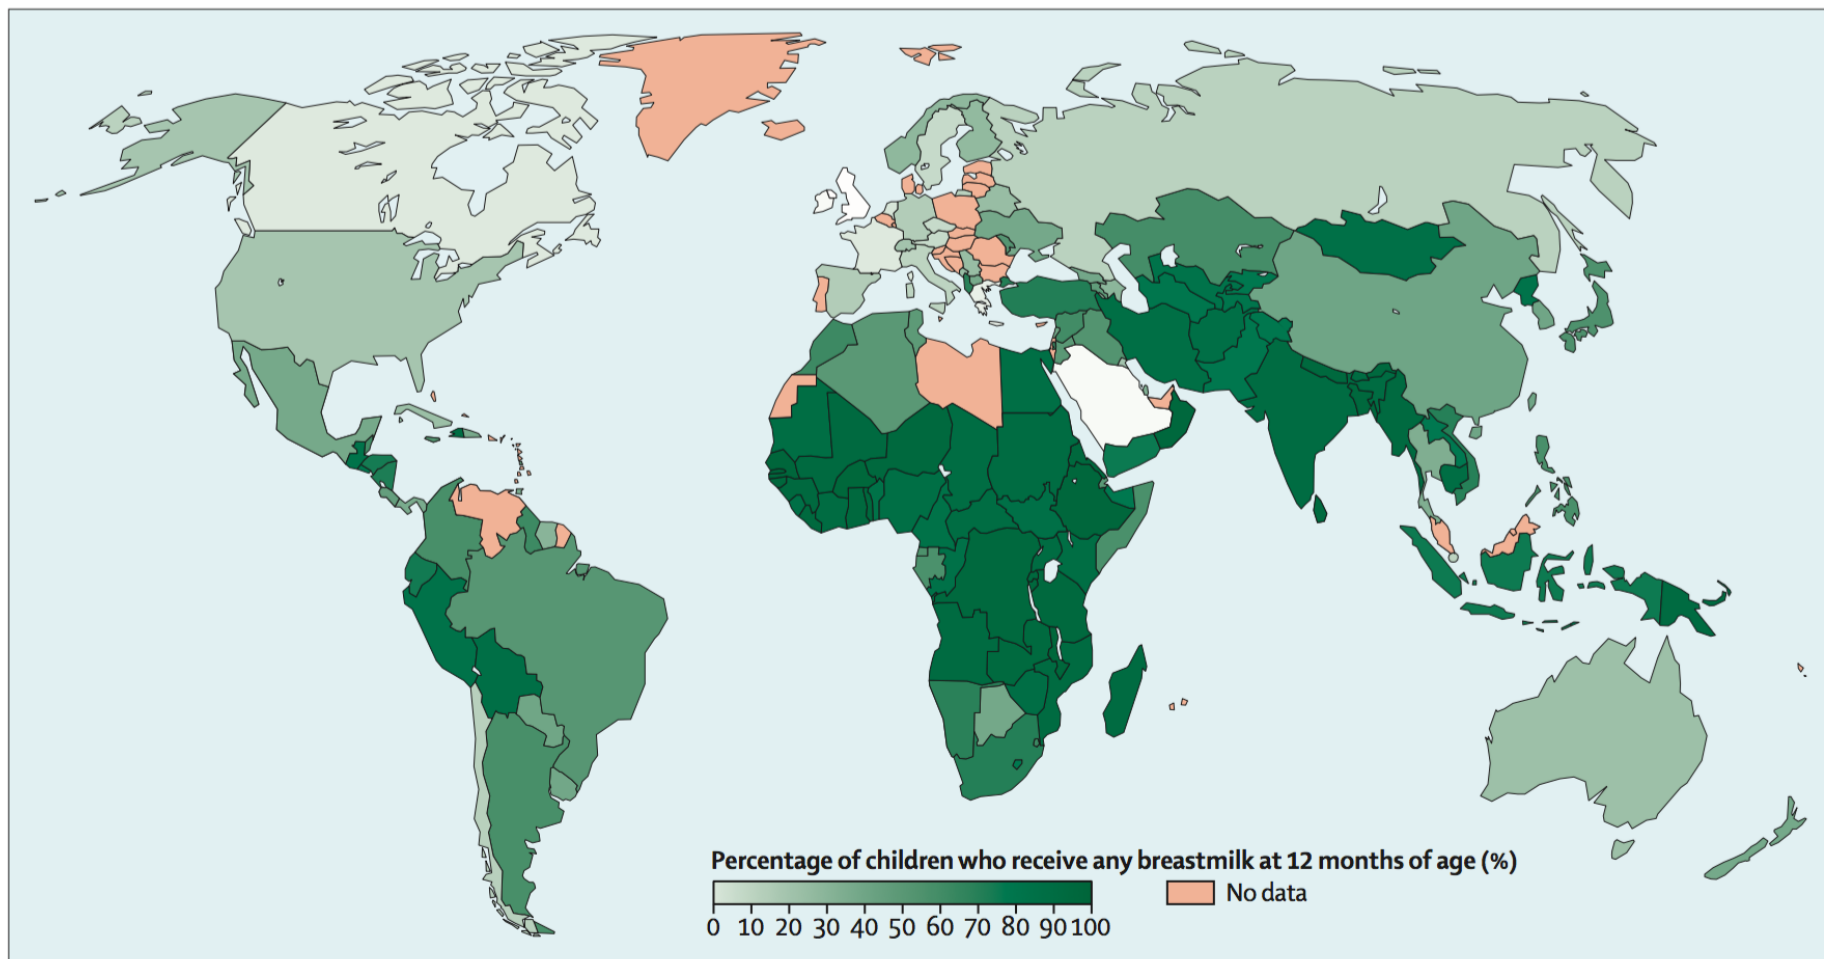 Percentage of children who receive any breastmilk at 12 months of age (%)
No data
0 10 20 30 40 50 60 70 80 90 100